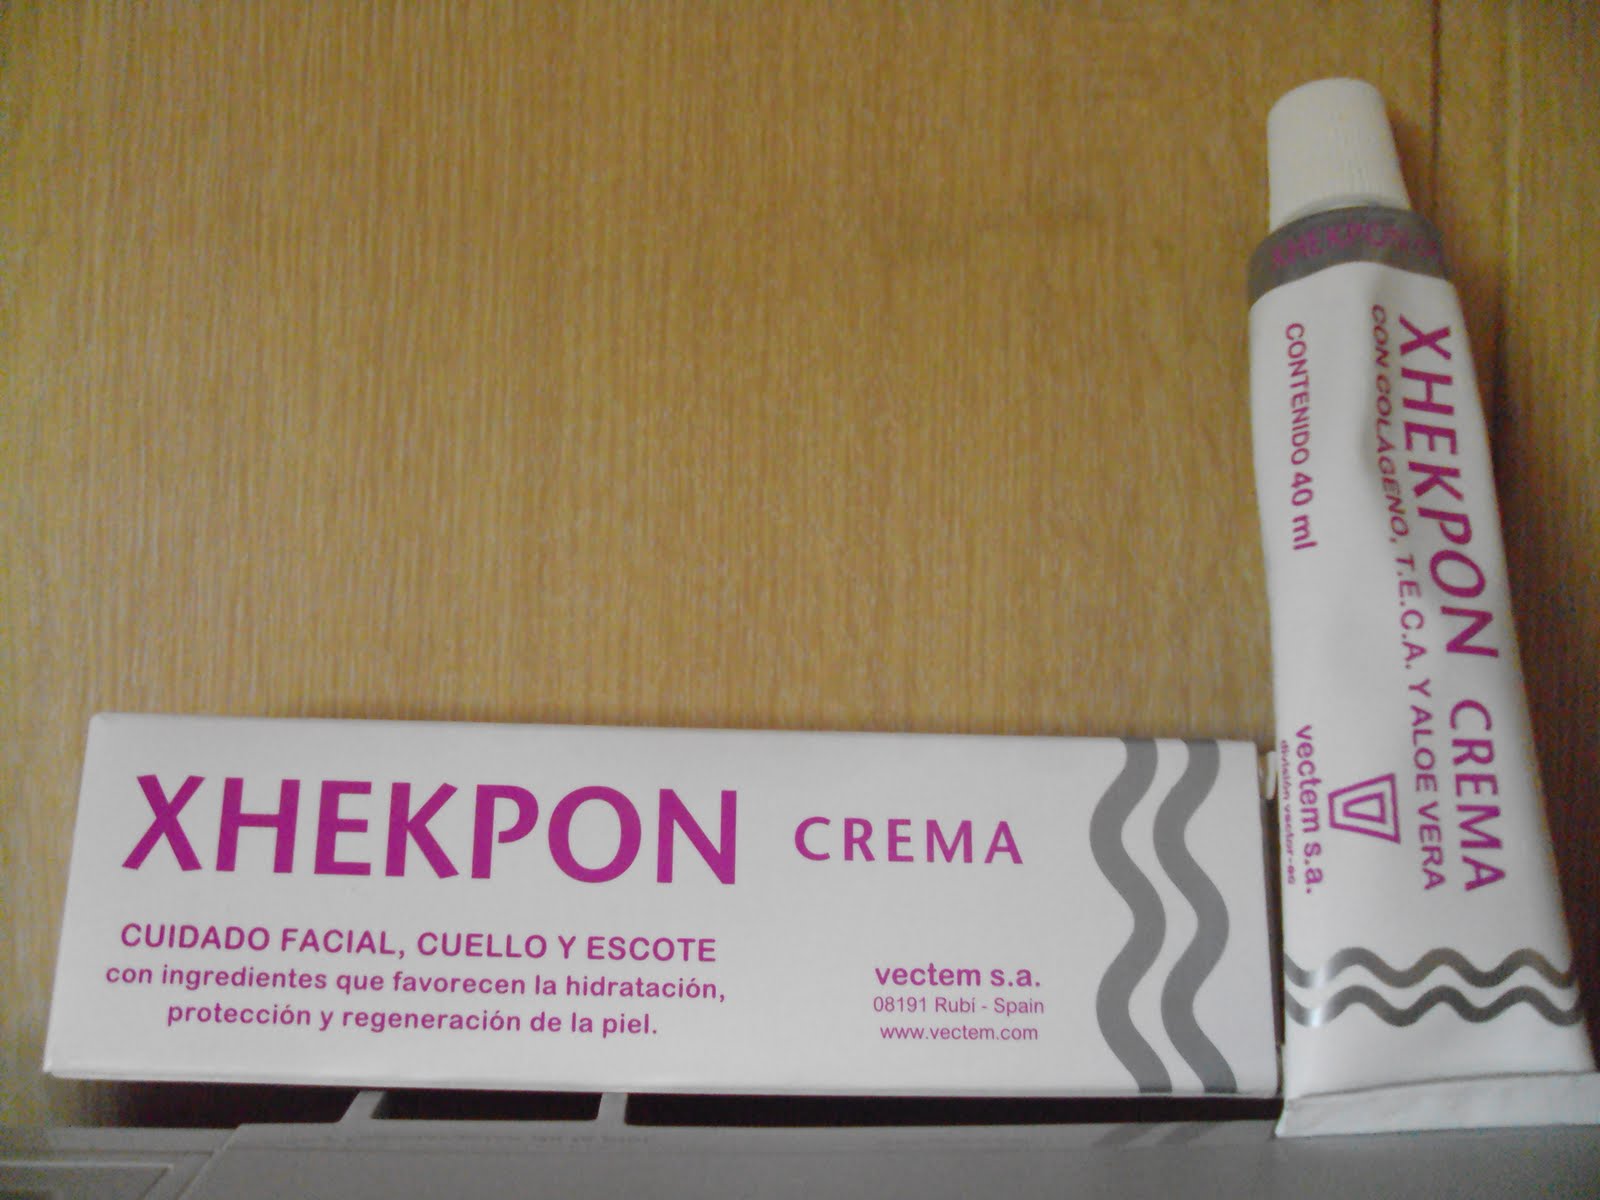 XHEKPON CREMA
CUIDADO FACIAL, CUELLO Y ESCOTE
con ingredientes que favorecen la hidratación,
protección y regeneración de la piel.
vectem s.a.
08191 Rubí - Spain
www.vectem.com
XHEKPON
XHEKPON CREMA
CON COLÁGENO, T.E.C.A. Y ALOE VERA
CONTENIDO 40 ml
vectem s.a.
división